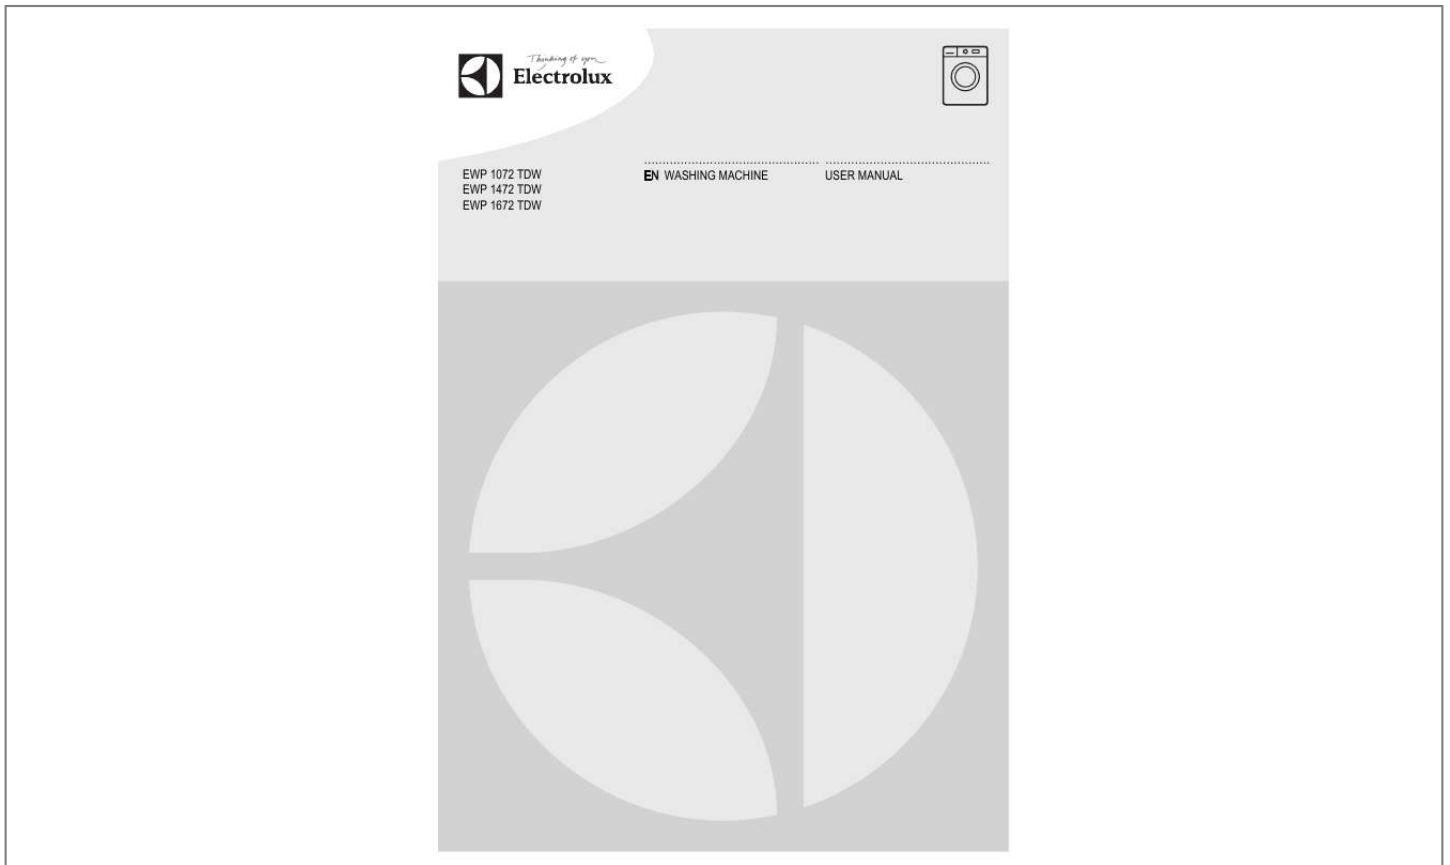 Thinking of you
Electrolux
EWP 1072 TDW
EWP 1472 TDW
EWP 1672 TDW
EN WASHING MACHINE
USER MANUAL